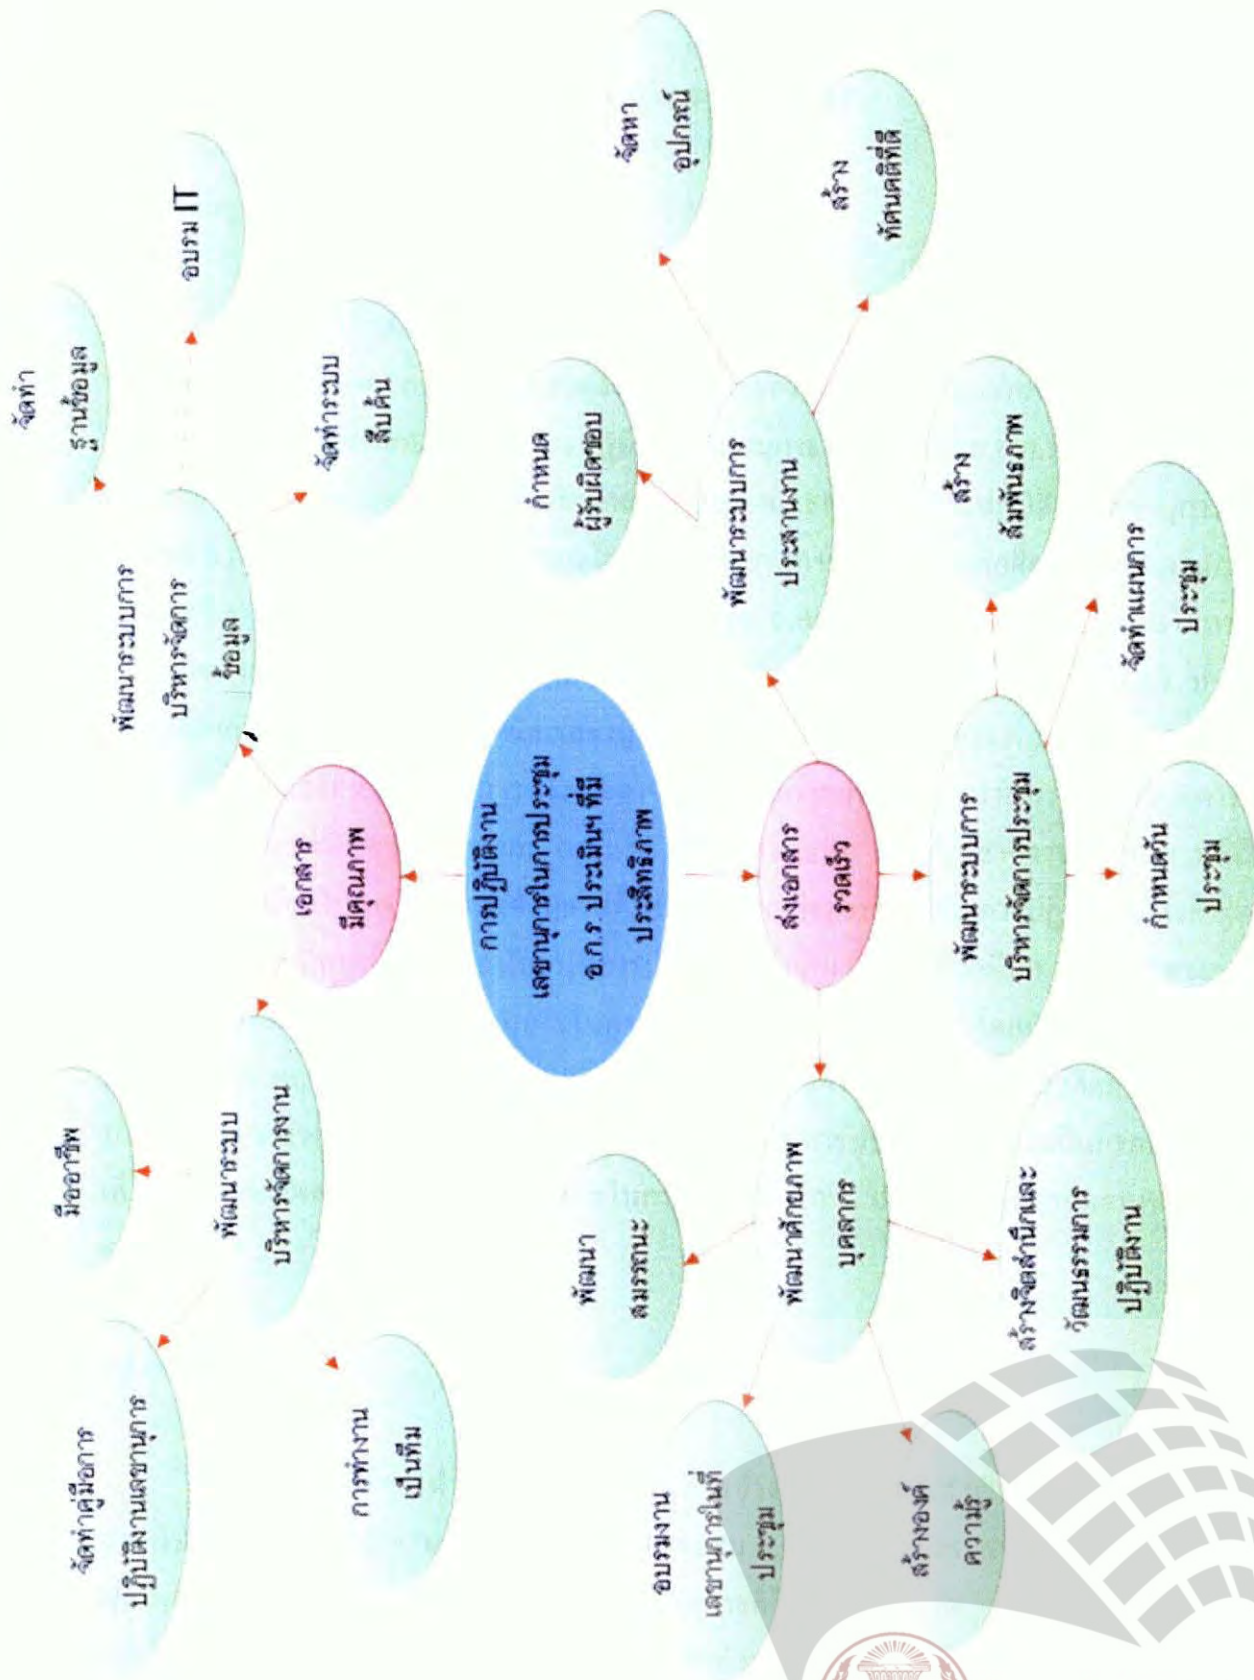 จัดทำคู่มือการ
ปฏิบัติงานเลขานุการ
มืออาชีพ
พัฒนาระบบ
บริหารจัดการงาน
การทำงาน
เป็นทีม
จัดทำ
ฐานข้อมูล
อบรม IT
พัฒนาระบบการ
บริหารจัดการ
ข้อมูล
จัดทำระบบ
สืบค้น
เอกสาร
มีคุณภาพ
การปฏิบัติงาน
เลขานุการในการประชุม
อ.ก.ร. ประเมินฯ ที่มี
ประสิทธิภาพ
ส่งเอกสาร
รวดเร็ว
พัฒนา
สมรรถนะ
อบรมงาน
เลขานุการในที่
ประชุม
พัฒนาศักยภาพ
บุคลากร
สร้างองค์
ความรู้
สร้างจิตสำนึกและ
วัฒนธรรมการ
ปฏิบัติงาน
กำหนด
ผู้รับผิดชอบ
จัดหา
อุปกรณ์
พัฒนาระบบการ
ประสานงาน
สร้าง
ทัศนคติที่ดี
พัฒนาระบบการ
บริหารจัดการประชุม
สร้าง
สัมพันธภาพ
จัดทำแผนการ
ประชุม
กำหนดวัน
ประชุม